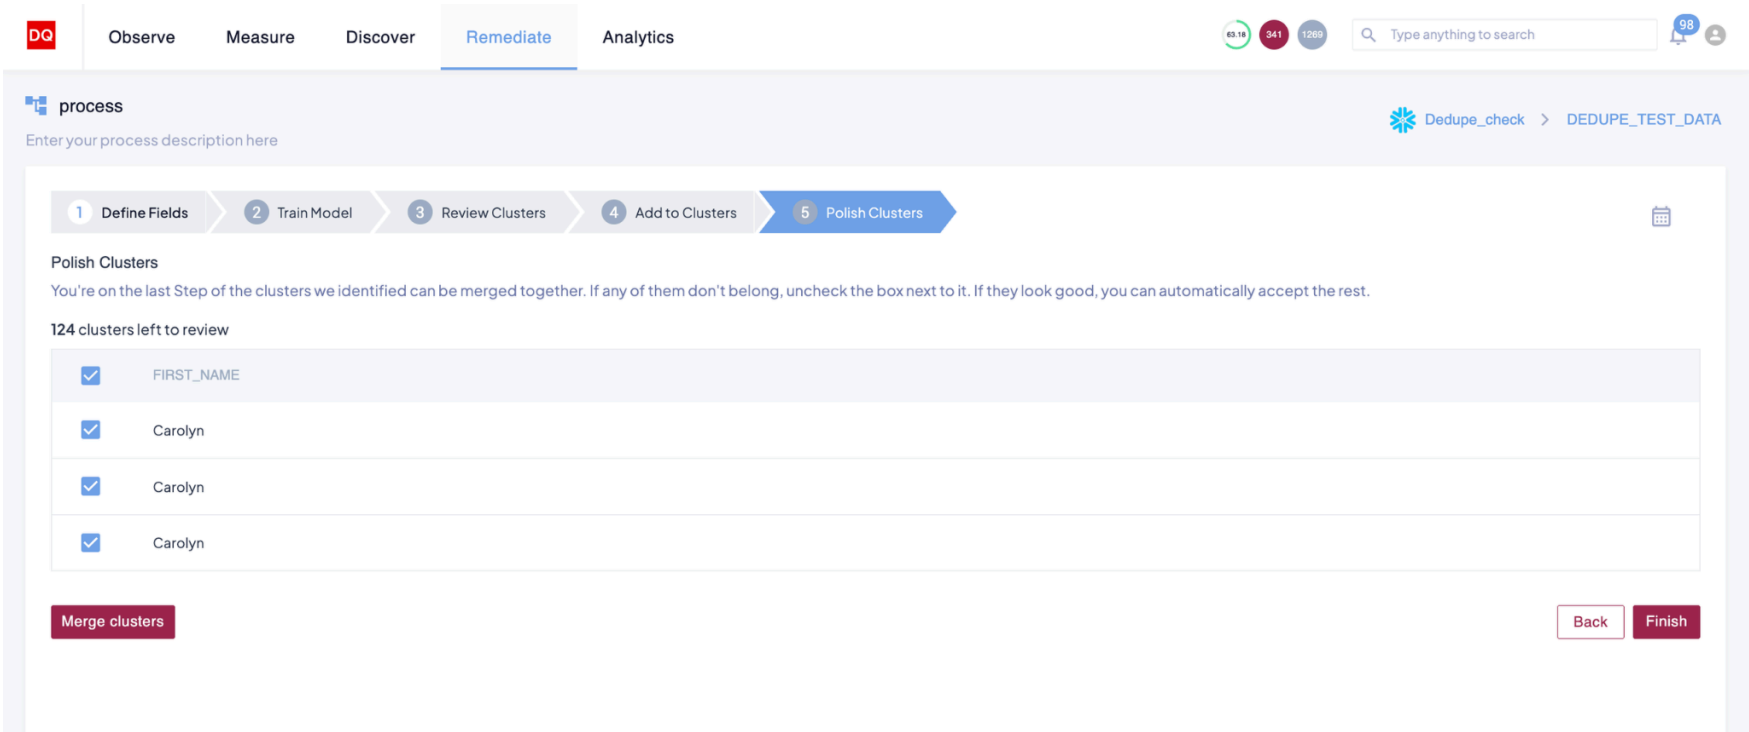 DQ Observe Measure Discover Remediate Analytics 63.18 341 1269 Type anything to search 98
process
Dedupe_check > DEDUPE_TEST_DATA
Enter your process description here
1 Define Fields 2 Train Model 3 Review Clusters 4 Add to Clusters 5 Polish Clusters
Polish Clusters
You're on the last Step of the clusters we identified can be merged together. If any of them don't belong, uncheck the box next to it. If they look good, you can automatically accept the rest.
124 clusters left to review
FIRST_NAME
Carolyn
Carolyn
Carolyn
Merge clusters Back Finish